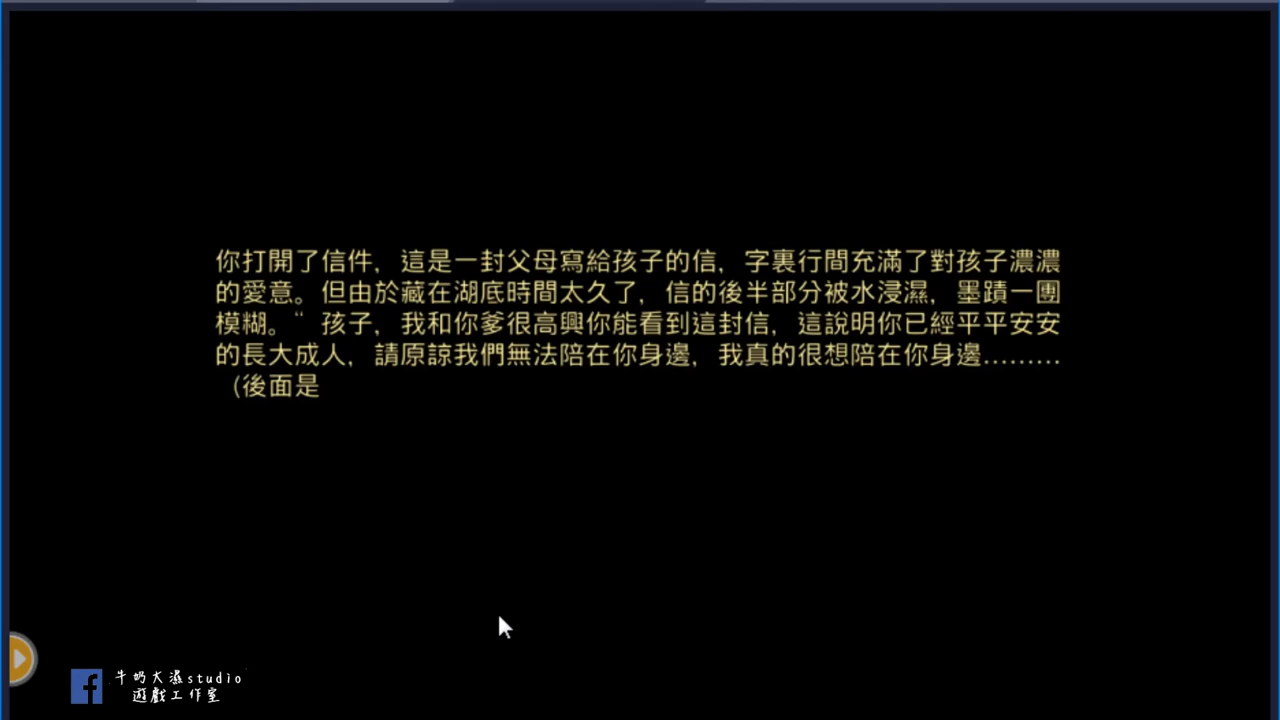 你打開了信件，這是一封父母寫給孩子的信，字裏行間充滿了對孩子濃濃
的愛意。但由於藏在湖底時間太久了，信的後半部分被水浸濕，墨蹟一團
模糊。“ 孩子，我和你爹很高興你能看到這封信，這說明你已經平平安安
的長大成人，請原諒我們無法陪在你身邊，我真的很想陪在你身邊………
（後面是
牛奶大濕studio
遊戲工作室